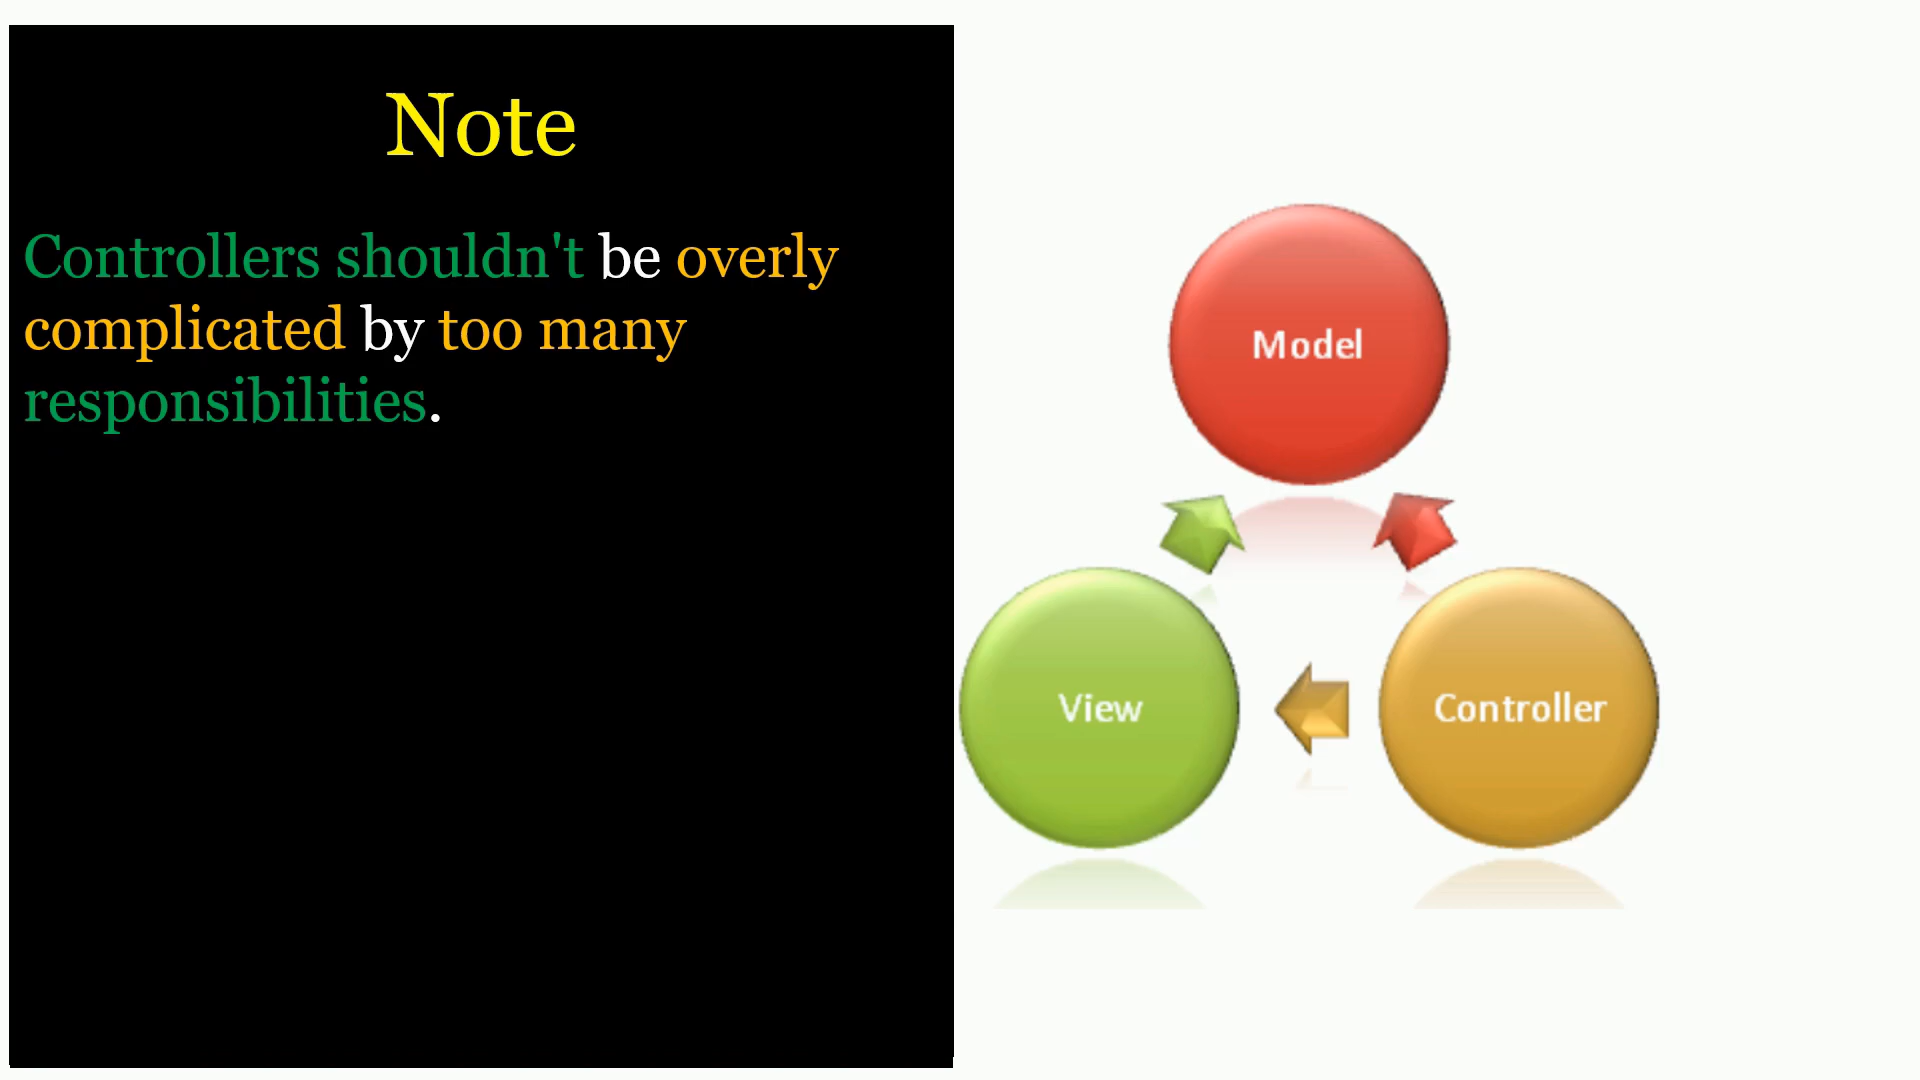 Note
Controllers shouldn't be overly
complicated by too many
responsibilities.
Model
View
Controller